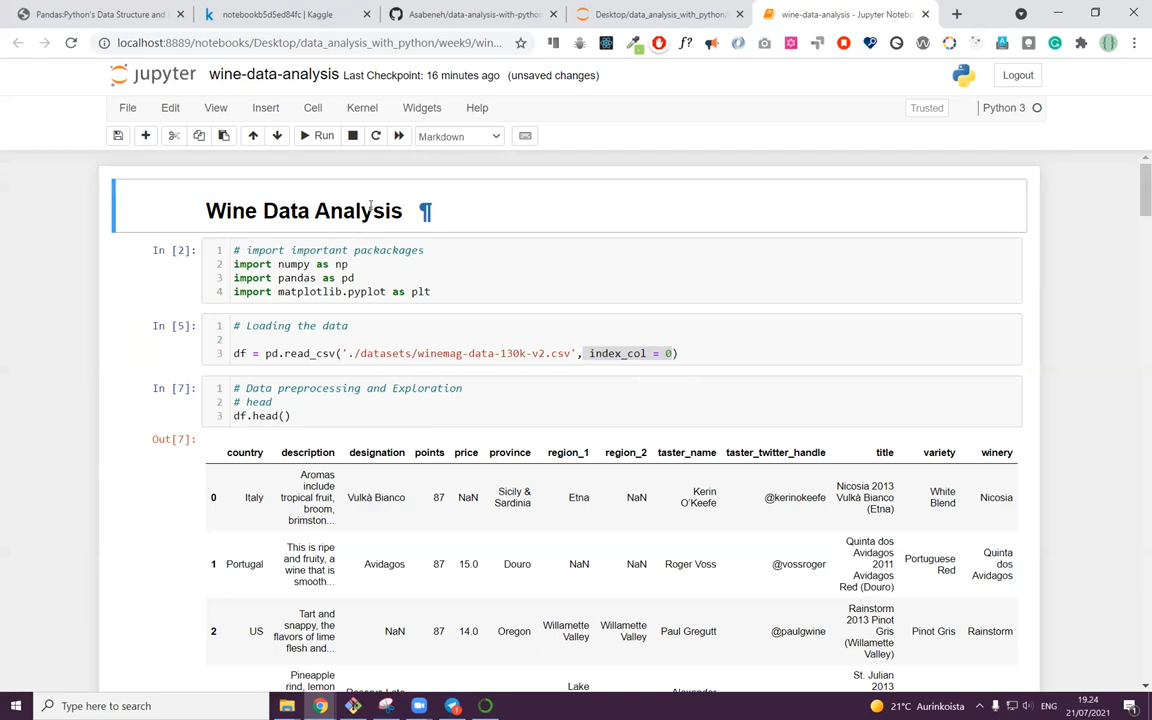 Pandas:Python's Data Structure and
notebookb5d5ed84fc | Kaggle
Asabeneh/data-analysis-with-python
Desktop/data_analysis_with_python/
wine-data-analysis - Jupyter Notebo
localhost:8889/notebooks/Desktop/data_analysis_with_python/week9/win...
jupyter wine-data-analysis Last Checkpoint: 16 minutes ago (unsaved changes)
Logout
File Edit View Insert Cell Kernel Widgets Help
Trusted Python 3
Run Markdown
Wine Data Analysis ¶
In [2]:
1 # import important packackages
2 import numpy as np
3 import pandas as pd
4 import matplotlib.pyplot as plt
In [5]:
1 # Loading the data
2
3 df = pd.read_csv('./datasets/winemag-data-130k-v2.csv', index_col = 0)
In [7]:
1 # Data preprocessing and Exploration
2 # head
3 df.head()
Out[7]:
country description designation points price province region_1 region_2 taster_name taster_twitter_handle title variety winery
0 Italy Aromas include tropical fruit, broom, brimston... Vulkà Bianco 87 NaN Sicily & Sardinia Etna NaN Kerin O'Keefe @kerinokeefe Nicosia 2013 Vulkà Bianco (Etna) White Blend Nicosia
1 Portugal This is ripe and fruity, a wine that is smooth... Avidagos 87 15.0 Douro NaN NaN Roger Voss @vossroger Quinta dos Avidagos 2011 Avidagos Red (Douro) Portuguese Red Quinta dos Avidagos
2 US Tart and snappy, the flavors of lime flesh and... NaN 87 14.0 Oregon Willamette Valley Willamette Valley Paul Gregutt @paulgwine Rainstorm 2013 Pinot Gris (Willamette Valley) Pinot Gris Rainstorm
Pineapple rind, lemon Lake St. Julian 2013
Type here to search
21°C Aurinkoista
ENG
19.24
21/07/2021